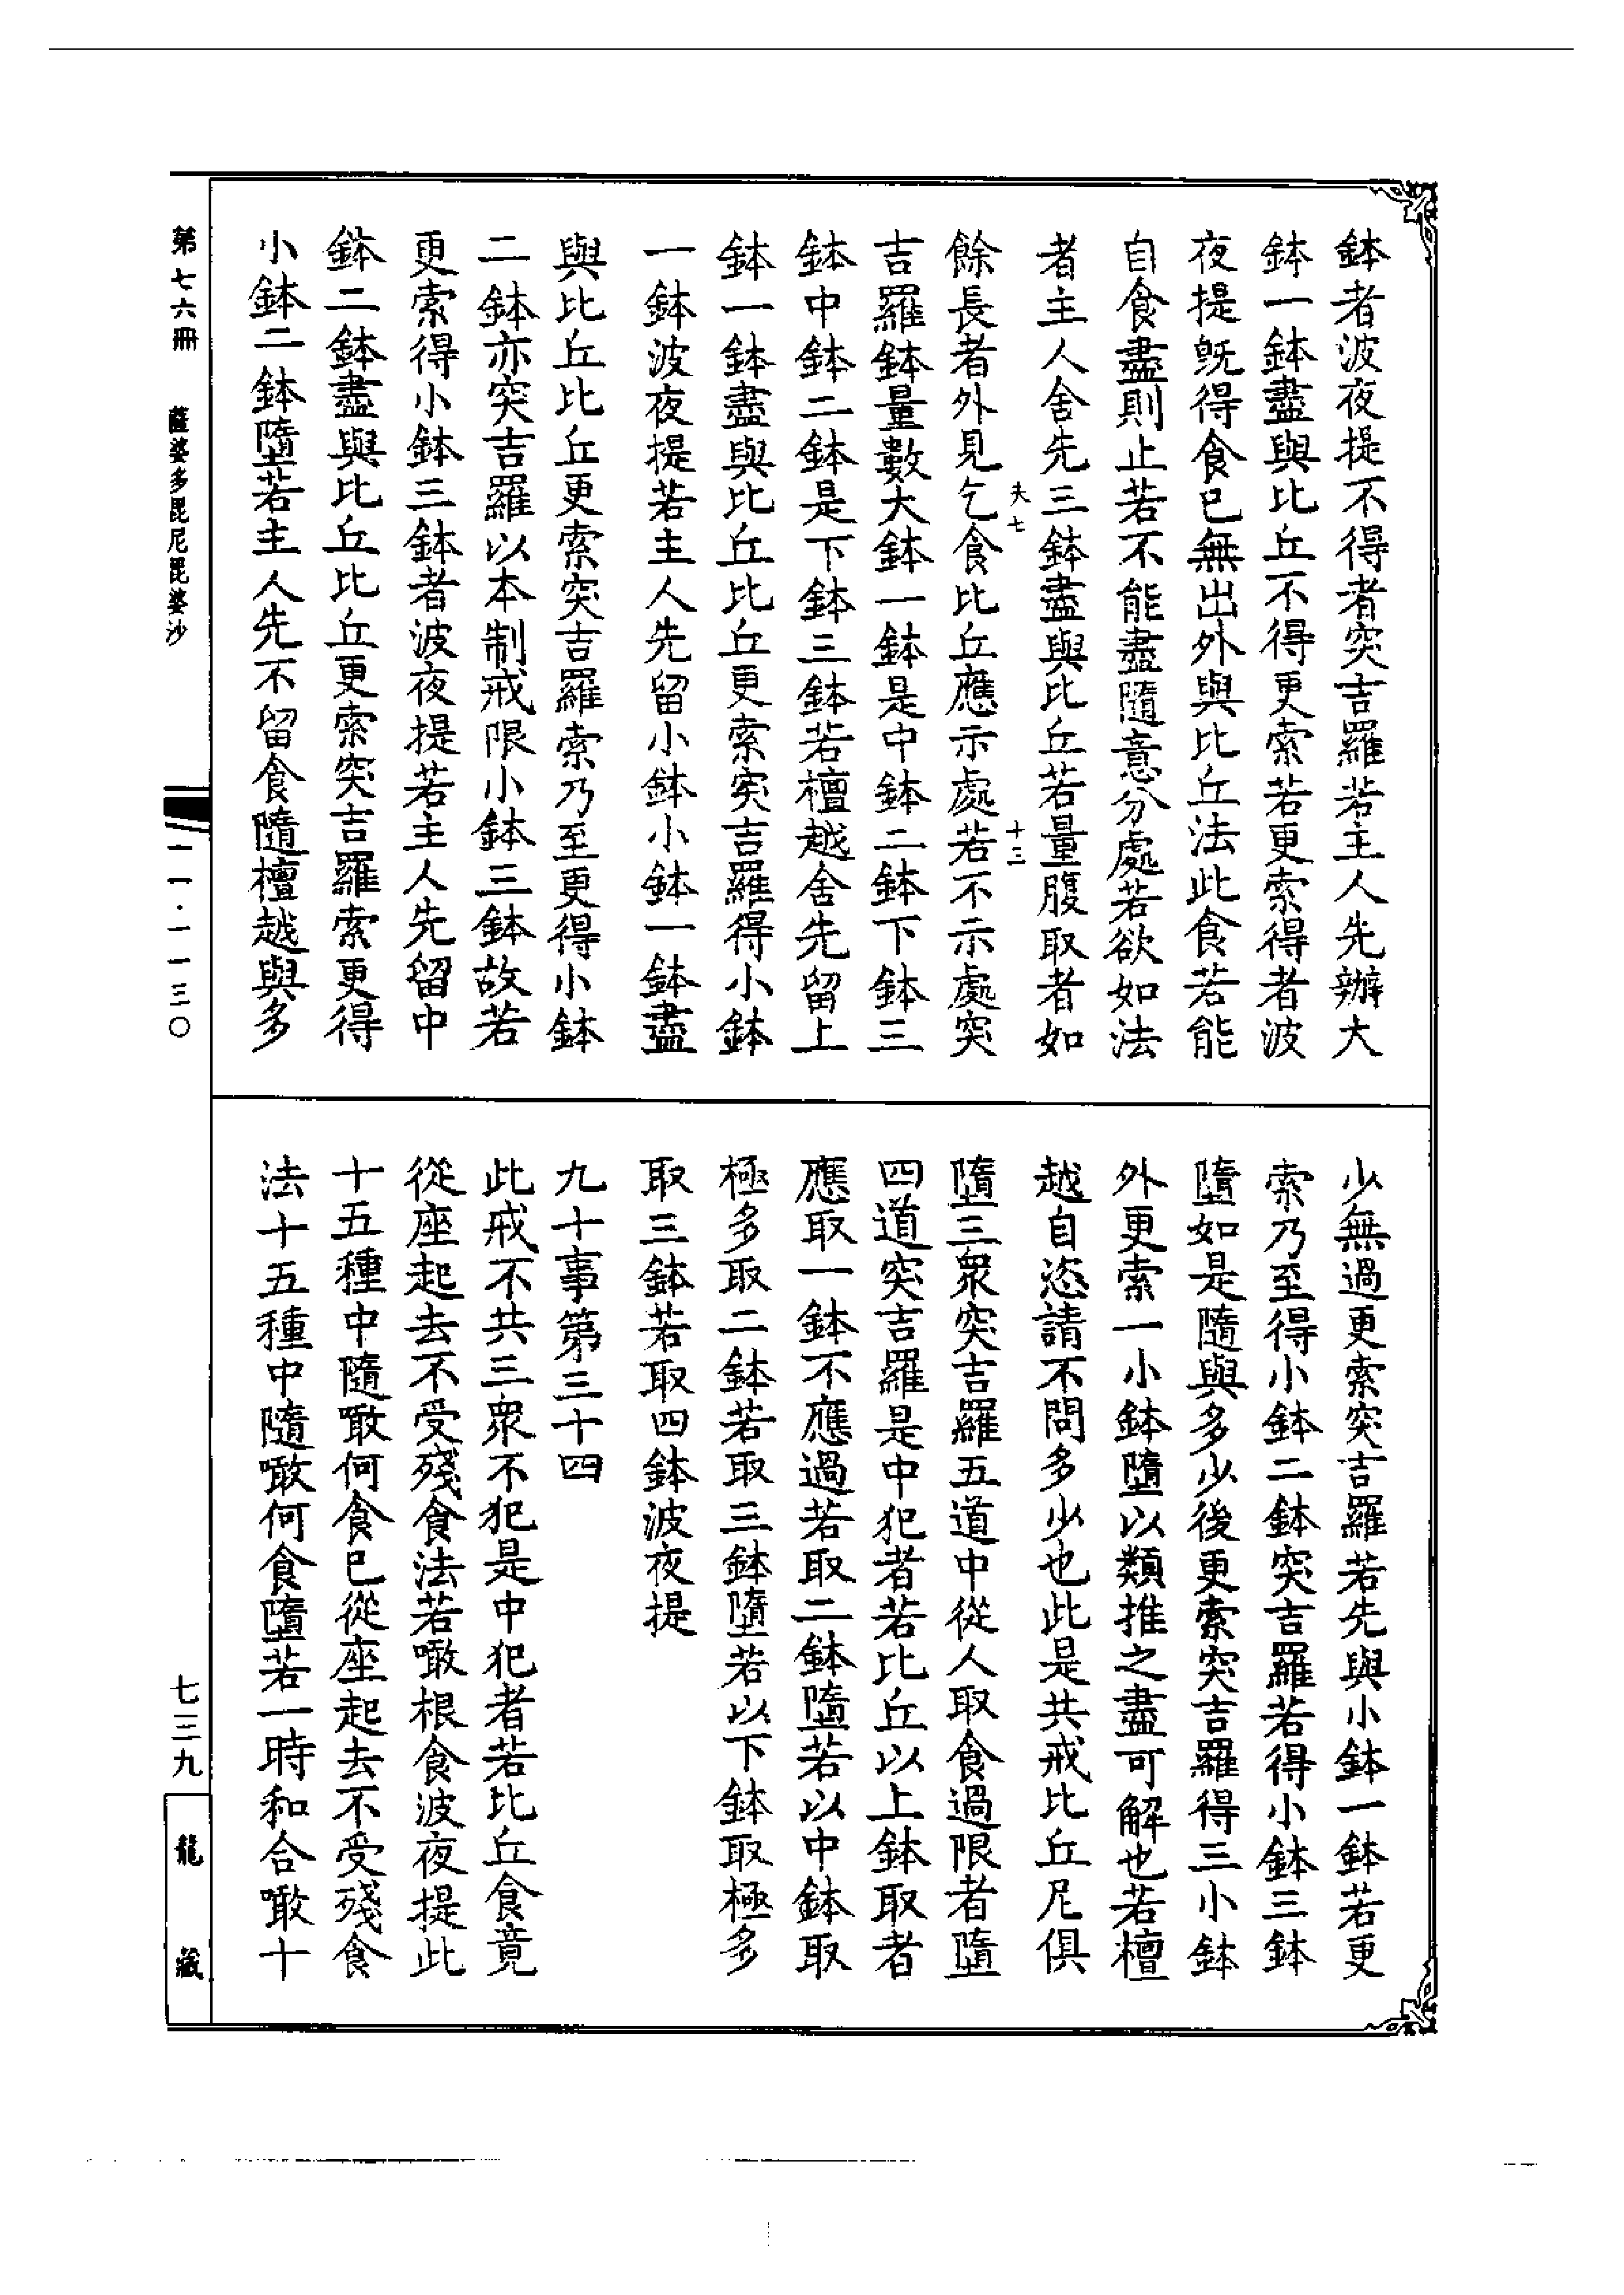 鉢者波夜提不得者突吉羅若主人先辦大
鉢一鉢盡與比丘不得更索若更索得者波
夜提旣得食已無出外與比丘法此食若能
自食盡則止若不能盡隨意分處若欲如法
者主人舍先三鉢盡與比丘若量腹取者如
夫七
十三
餘長者外見乞食比丘應示處若不示處突
吉羅鉢量數大鉢一鉢是中鉢二鉢下鉢三
鉢中鉢二鉢是下鉢三鉢若檀越舍先留上
鉢一鉢盡與比丘比丘更索突吉羅得小鉢
一鉢波夜提若主人先留小鉢小鉢一鉢盡
與比丘比丘更索突吉羅索乃至更得小鉢
二鉢亦突吉羅以本制戒限小鉢三鉢故若
更索得小鉢三鉢者波夜提若主人先留中
鉢二鉢盡與比丘比丘更索突吉羅索更得
小鉢二鉢墮若主人先不留食隨檀越與多
少無過更索突吉羅若先與小鉢一鉢若更
索乃至得小鉢二鉢突吉羅若得小鉢三鉢
墮如是隨與多少後更索突吉羅得三小鉢
外更索一小鉢墮以類推之盡可解也若檀
越自恣請不問多少也此是共戒比丘尼俱
墮三衆突吉羅五道中從人取食過限者墮
四道突吉羅是中犯者若比丘以上鉢取者
應取一鉢不應過若取二鉢墮若以中鉢取
極多取二鉢若取三鉢墮若以下鉢取極多
取三鉢若取四鉢波夜提
九十事第三十四
此戒不共三衆不犯是中犯者若比丘食竟
從座起去不受殘食法若噉根食波夜提此
十五種中隨噉何食已從座起去不受殘食
法十五種中隨噉何食墮若一時和合噉十
第七六冊
薩婆多毘尼毘婆沙
一一·一一三〇
七三九
龍藏